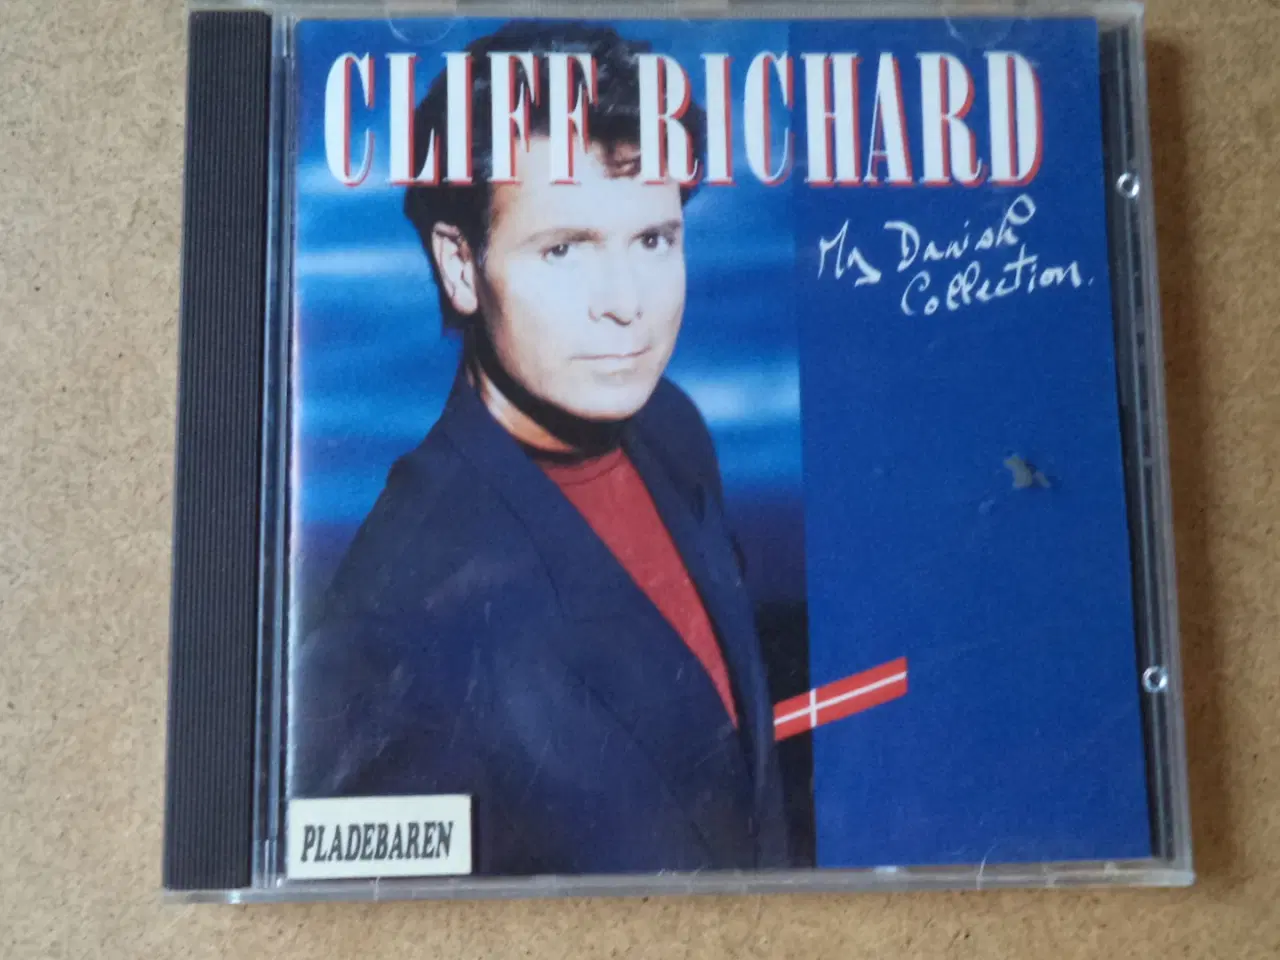 CLIFF RICHARD
My Danish
Collection.
PLADEBAREN